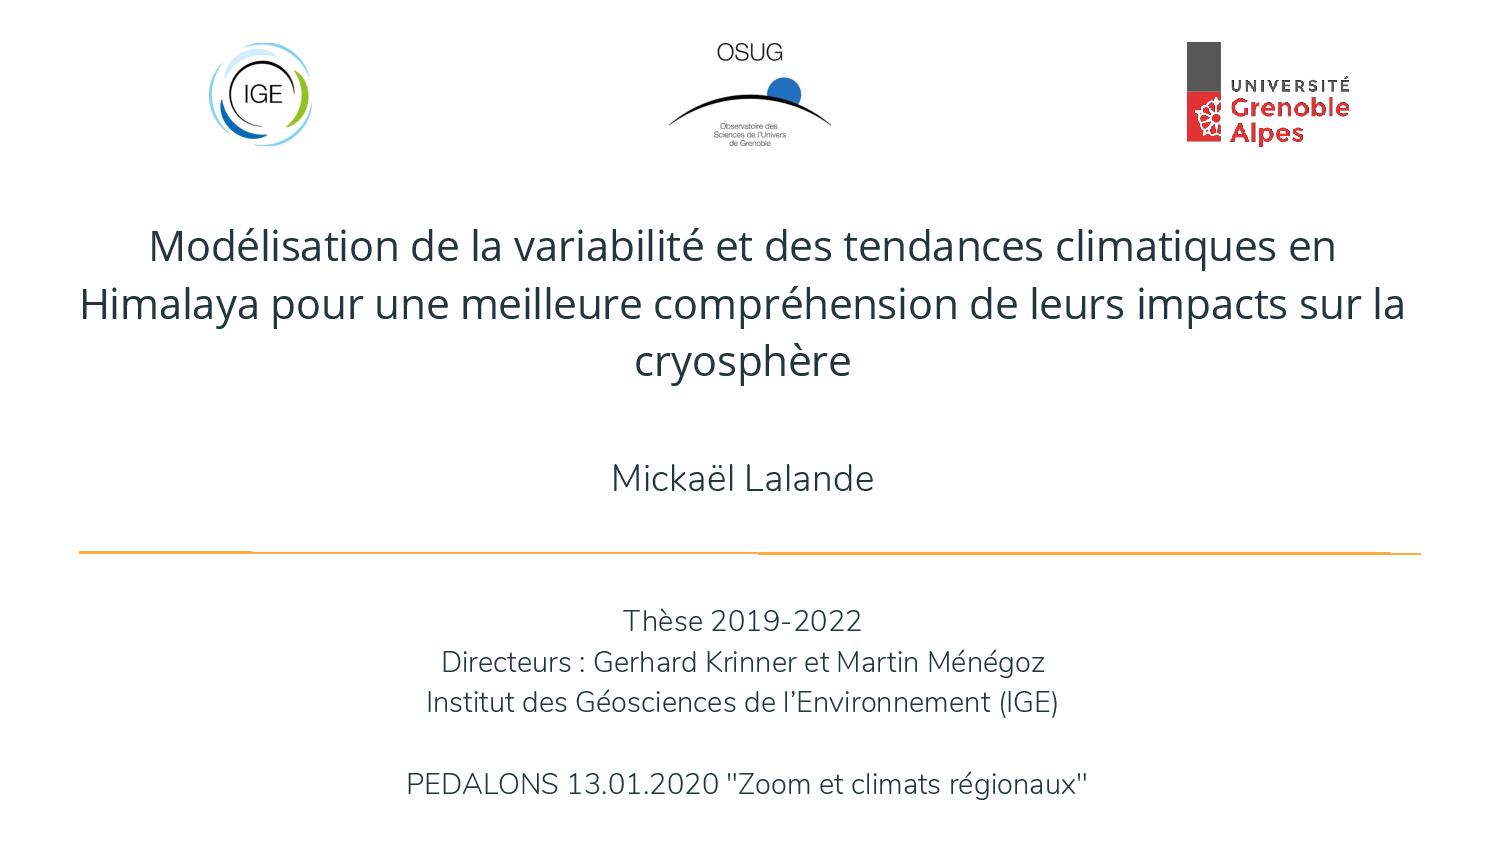 IGE
OSUG
Observatoire des
Sciences de l'Univers
de Grenoble
UNIVERSITÉ
Grenoble
Alpes
Modélisation de la variabilité et des tendances climatiques en
Himalaya pour une meilleure compréhension de leurs impacts sur la
cryosphère
Mickaël Lalande
Thèse 2019-2022
Directeurs : Gerhard Krinner et Martin Ménégoz
Institut des Géosciences de l’Environnement (IGE)
PEDALONS 13.01.2020 "Zoom et climats régionaux"